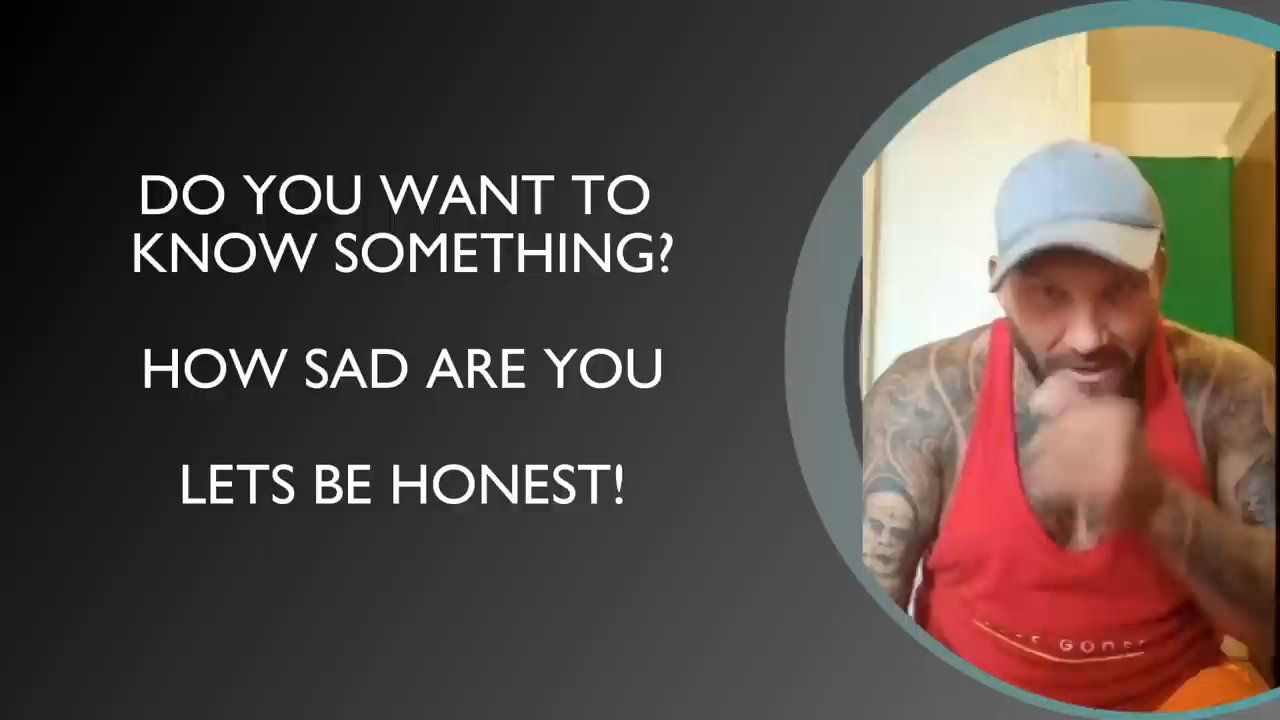 DO YOU WANT TO
KNOW SOMETHING?
HOW SAD ARE YOU
LETS BE HONEST!